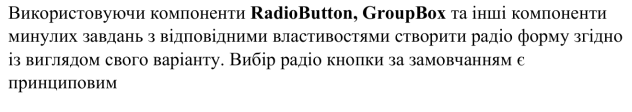 Використовуючи компоненти RadioButton, GroupBox та інші компоненти
минулих завдань з відповідними властивостями створити радіо форму згідно
із виглядом свого варіанту. Вибір радіо кнопки за замовчанням є
принциповим